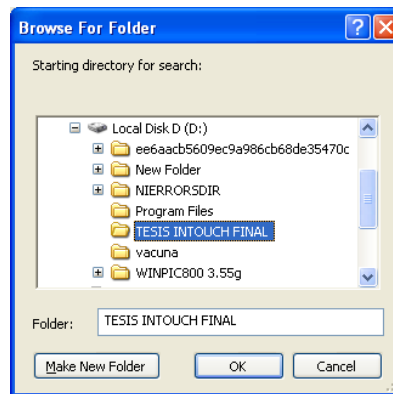 Browse For Folder
Starting directory for search:
Local Disk D (D:)
ee6aacb5609ec9a986cb68de35470c
New Folder
NIERRORSDIR
Program Files
TESIS INTOUCH FINAL
vacuna
WINPIC800 3.55g
Folder: TESIS INTOUCH FINAL
Make New Folder OK Cancel